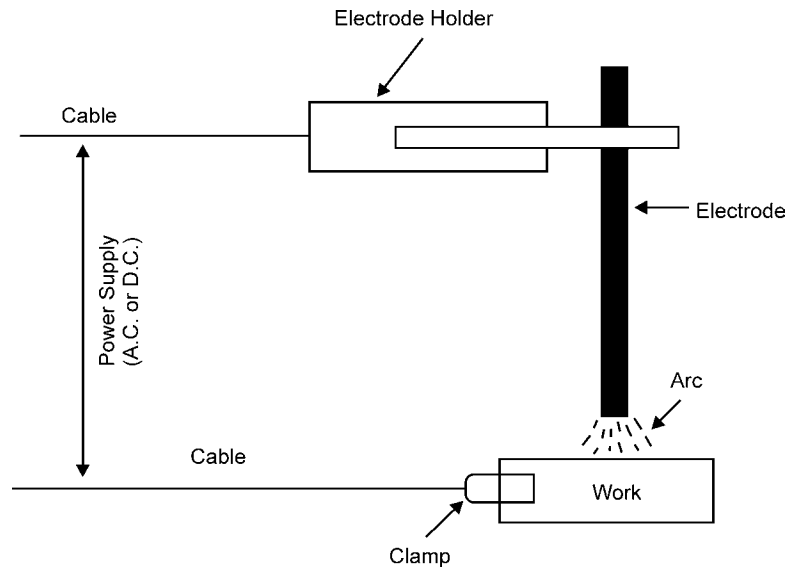 Electrode Holder
Cable
Electrode
Power Supply
(A.C. or D.C.)
Arc
Cable
Work
Clamp